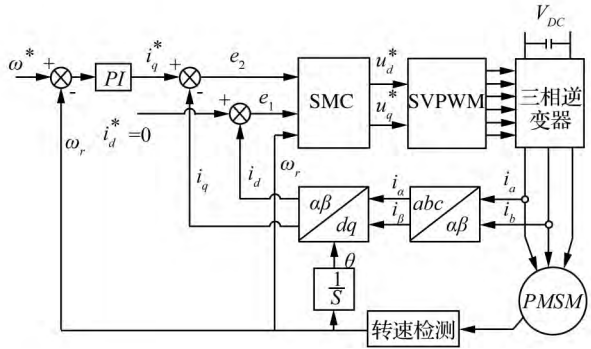 V_DC
ω* + - PI i_q* + - e_2 SMC u_d* u_q* SVPWM 三相逆变器
i_d*=0 + - e_1
ω_r i_q i_d ω_r
αβ dq i_α i_β abc αβ i_a i_b
θ
1/S
转速检测 PMSM